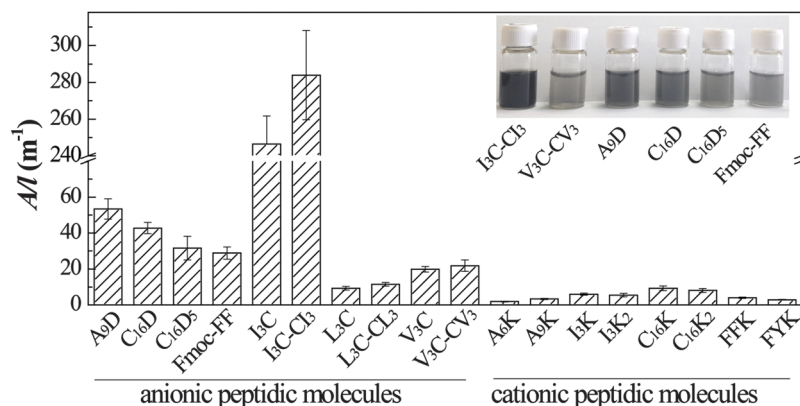 A/l (m⁻¹)
300
280
260
240
60
40
20
0
I₃C-CI₃
V₃C-CV₃
A₉D
C₁₆D
C₁₆D₅
Fmoc-FF
A₉D
C₁₆D
C₁₆D₅
Fmoc-FF
I₃C
I₃C-CI₃
L₃C
L₃C-CL₃
V₃C
V₃C-CV₃
A₆K
A₉K
I₃K
I₃K₂
C₁₆K
C₁₆K₂
FFK
FYK
anionic peptidic molecules
cationic peptidic molecules